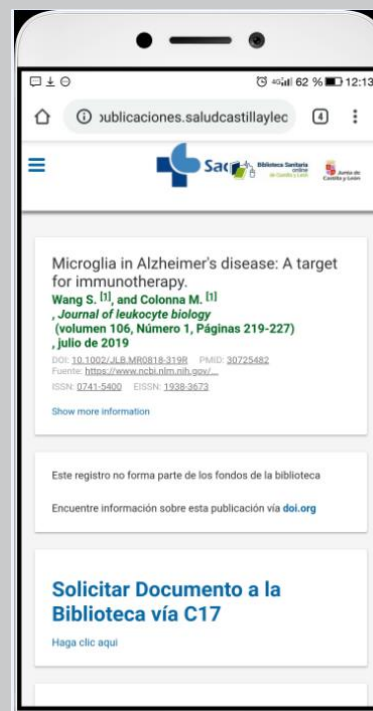 4G 62 % 12:13
publicaciones.saludcastillaylec
4
Sac
Biblioteca Sanitaria
online
de Castilla y León
Junta de
Castilla y León
Microglia in Alzheimer's disease: A target
for immunotherapy.
Wang S. [1], and Colonna M. [1]
, Journal of leukocyte biology
(volumen 106, Número 1, Páginas 219-227)
, julio de 2019
DOI: 10.1002/JLB.MR0818-319R PMID: 30725482
Fuente: https://www.ncbi.nlm.nih.gov/...
ISSN: 0741-5400 EISSN: 1938-3673
Show more information
Este registro no forma parte de los fondos de la biblioteca
Encuentre información sobre esta publicación vía doi.org
Solicitar Documento a la
Biblioteca vía C17
Haga clic aqui